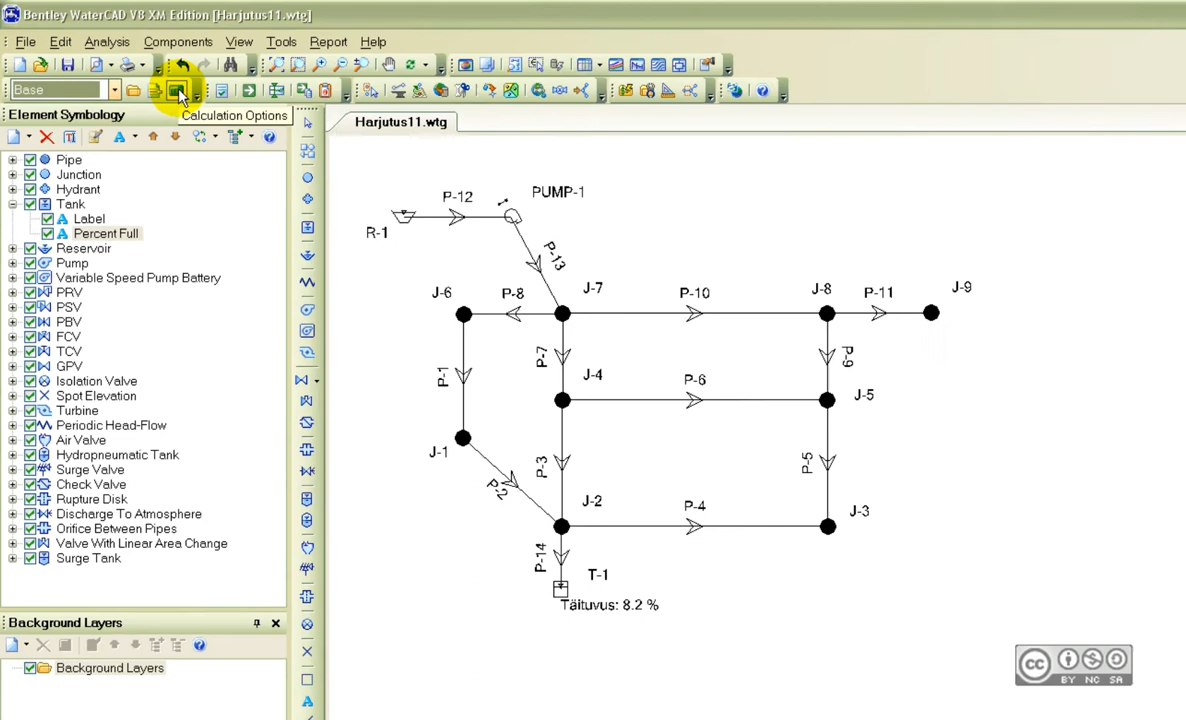 Bentley WaterCAD V8 XM Edition [Harjutus11.wtg]
File Edit Analysis Components View Tools Report Help
Base
Calculation Options
Element Symbology
Harjutus11.wtg
Pipe
Junction
Hydrant
Tank
Label
Percent Full
Reservoir
Pump
Variable Speed Pump Battery
PRV
PSV
PBV
FCV
TCV
GPV
Isolation Valve
Spot Elevation
Turbine
Periodic Head-Flow
Air Valve
Hydropneumatic Tank
Surge Valve
Check Valve
Rupture Disk
Discharge To Atmosphere
Orifice Between Pipes
Valve With Linear Area Change
Surge Tank
Background Layers
Background Layers
P-12 PUMP-1
R-1
P-13
J-6 P-8 J-7 P-10 J-8 P-11 J-9
P-1 P-7 J-4 P-6 P-9 J-5
J-1 P-2 P-3 P-5
J-2 P-4 J-3
P-14 T-1
Täituvus: 8.2 %
cc
BY NC SA